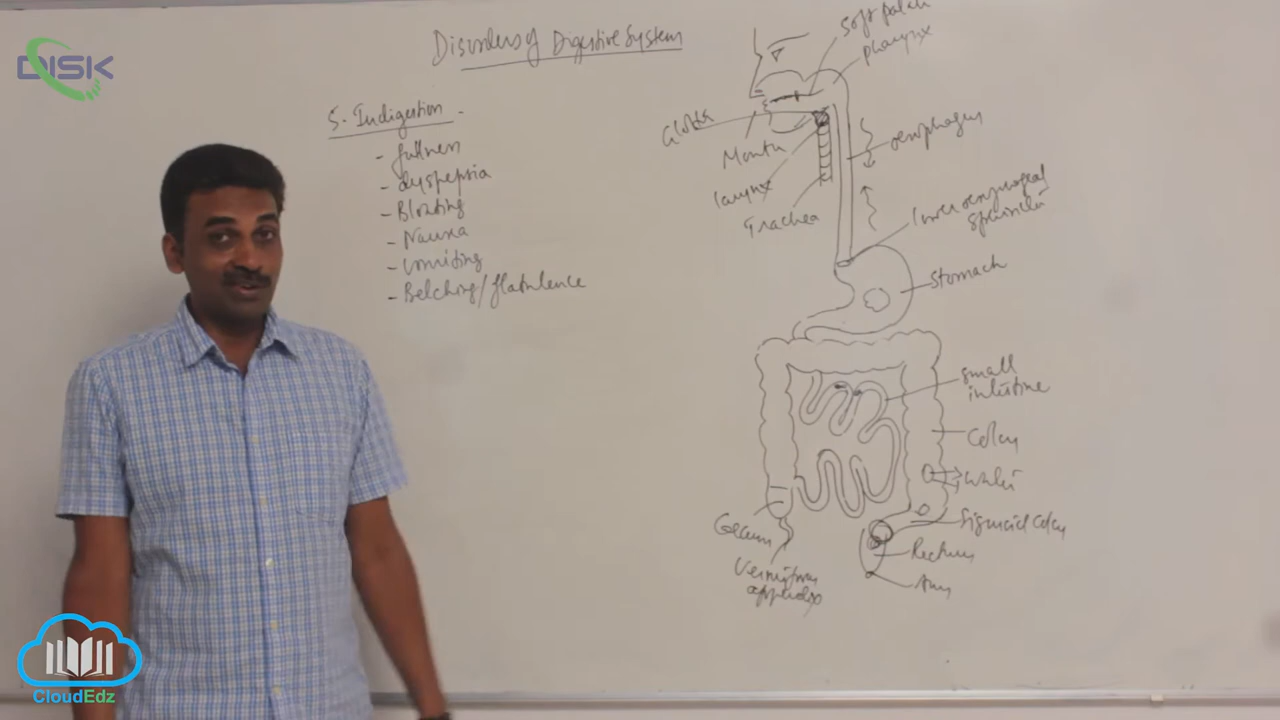 DISK
Disorders of Digestive System
5. Indigestion -
- fullness
- dyspepsia
- Bloating
- Nausea
- vomiting
- Belching/flatulence
soft palate
pharynx
Glottis
Mouth
larynx
Trachea
oesophagus
lower oesophageal
sphincter
Stomach
small
intestine
Colon
water
Sigmoid colon
Rectum
Anus
Caecum
Vermiform
appendix
CloudEdz